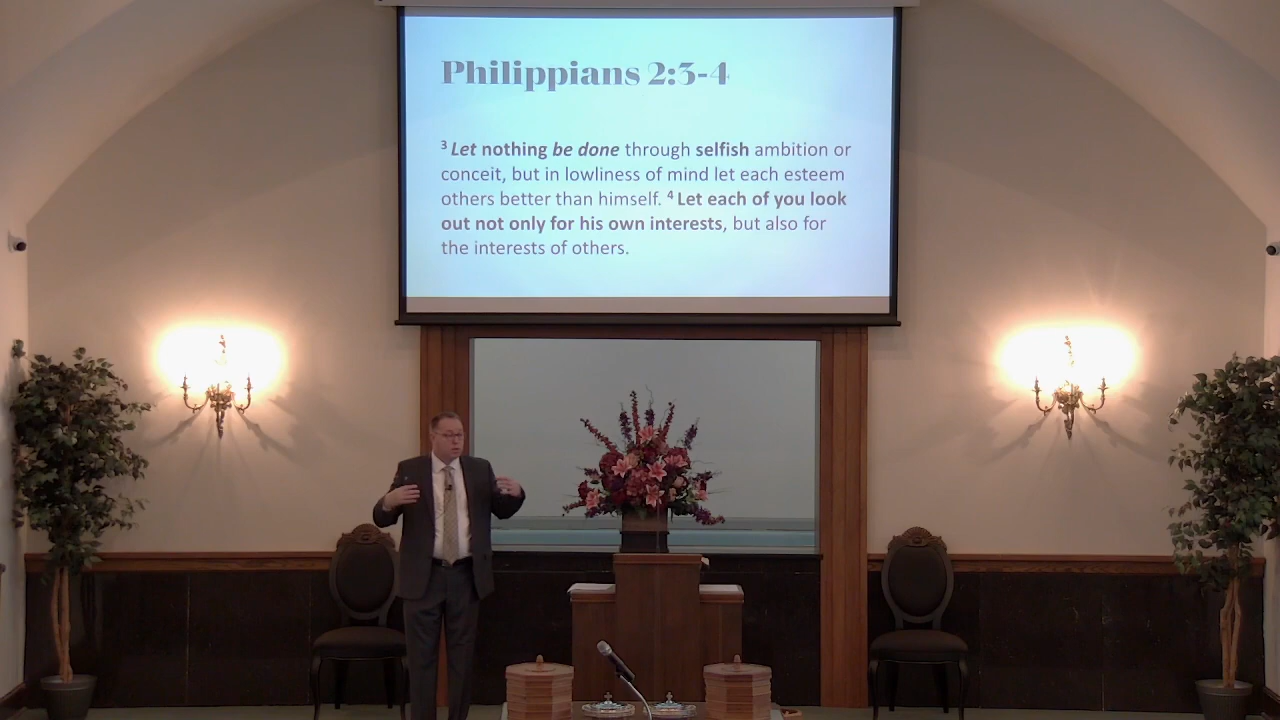 Philippians 2:3-4
3 Let nothing be done through selfish ambition or
conceit, but in lowliness of mind let each esteem
others better than himself. 4 Let each of you look
out not only for his own interests, but also for
the interests of others.